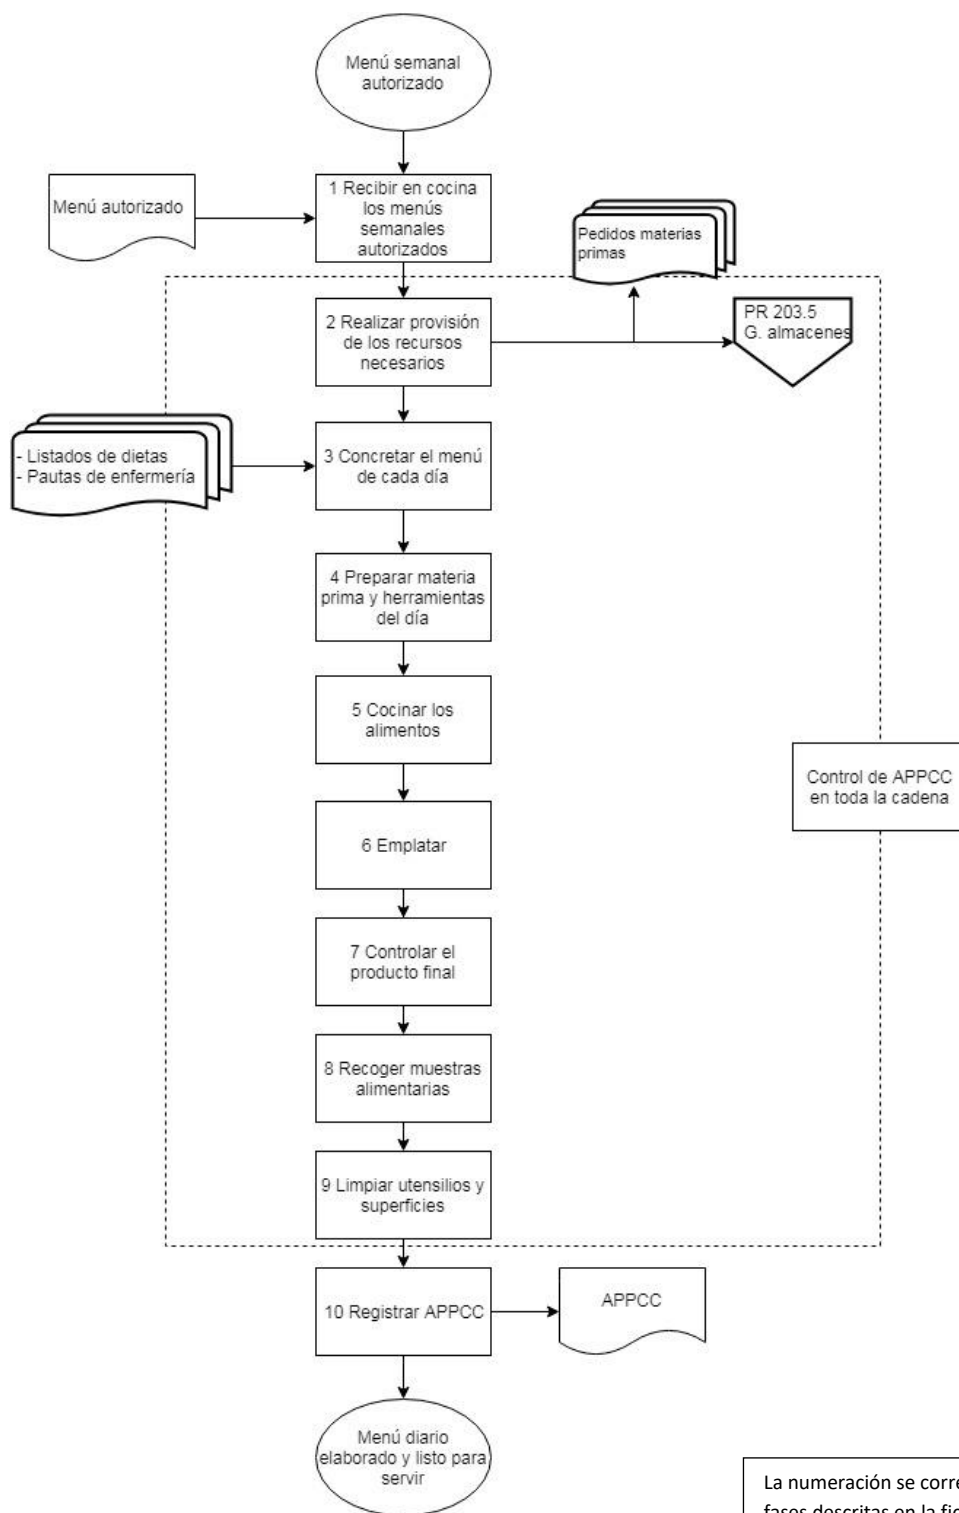 Menú semanal
autorizado
Menú autorizado
1 Recibir en cocina
los menús
semanales
autorizados
Pedidos materias
primas
2 Realizar provisión
de los recursos
necesarios
PR 203.5
G. almacenes
- Listados de dietas
- Pautas de enfermería
3 Concretar el menú
de cada día
4 Preparar materia
prima y herramientas
del día
5 Cocinar los
alimentos
Control de APPCC
en toda la cadena
6 Emplatar
7 Controlar el
producto final
8 Recoger muestras
alimentarias
9 Limpiar utensilios y
superficies
10 Registrar APPCC
APPCC
Menú diario
elaborado y listo para
servir
La numeración se
fases descritas en la